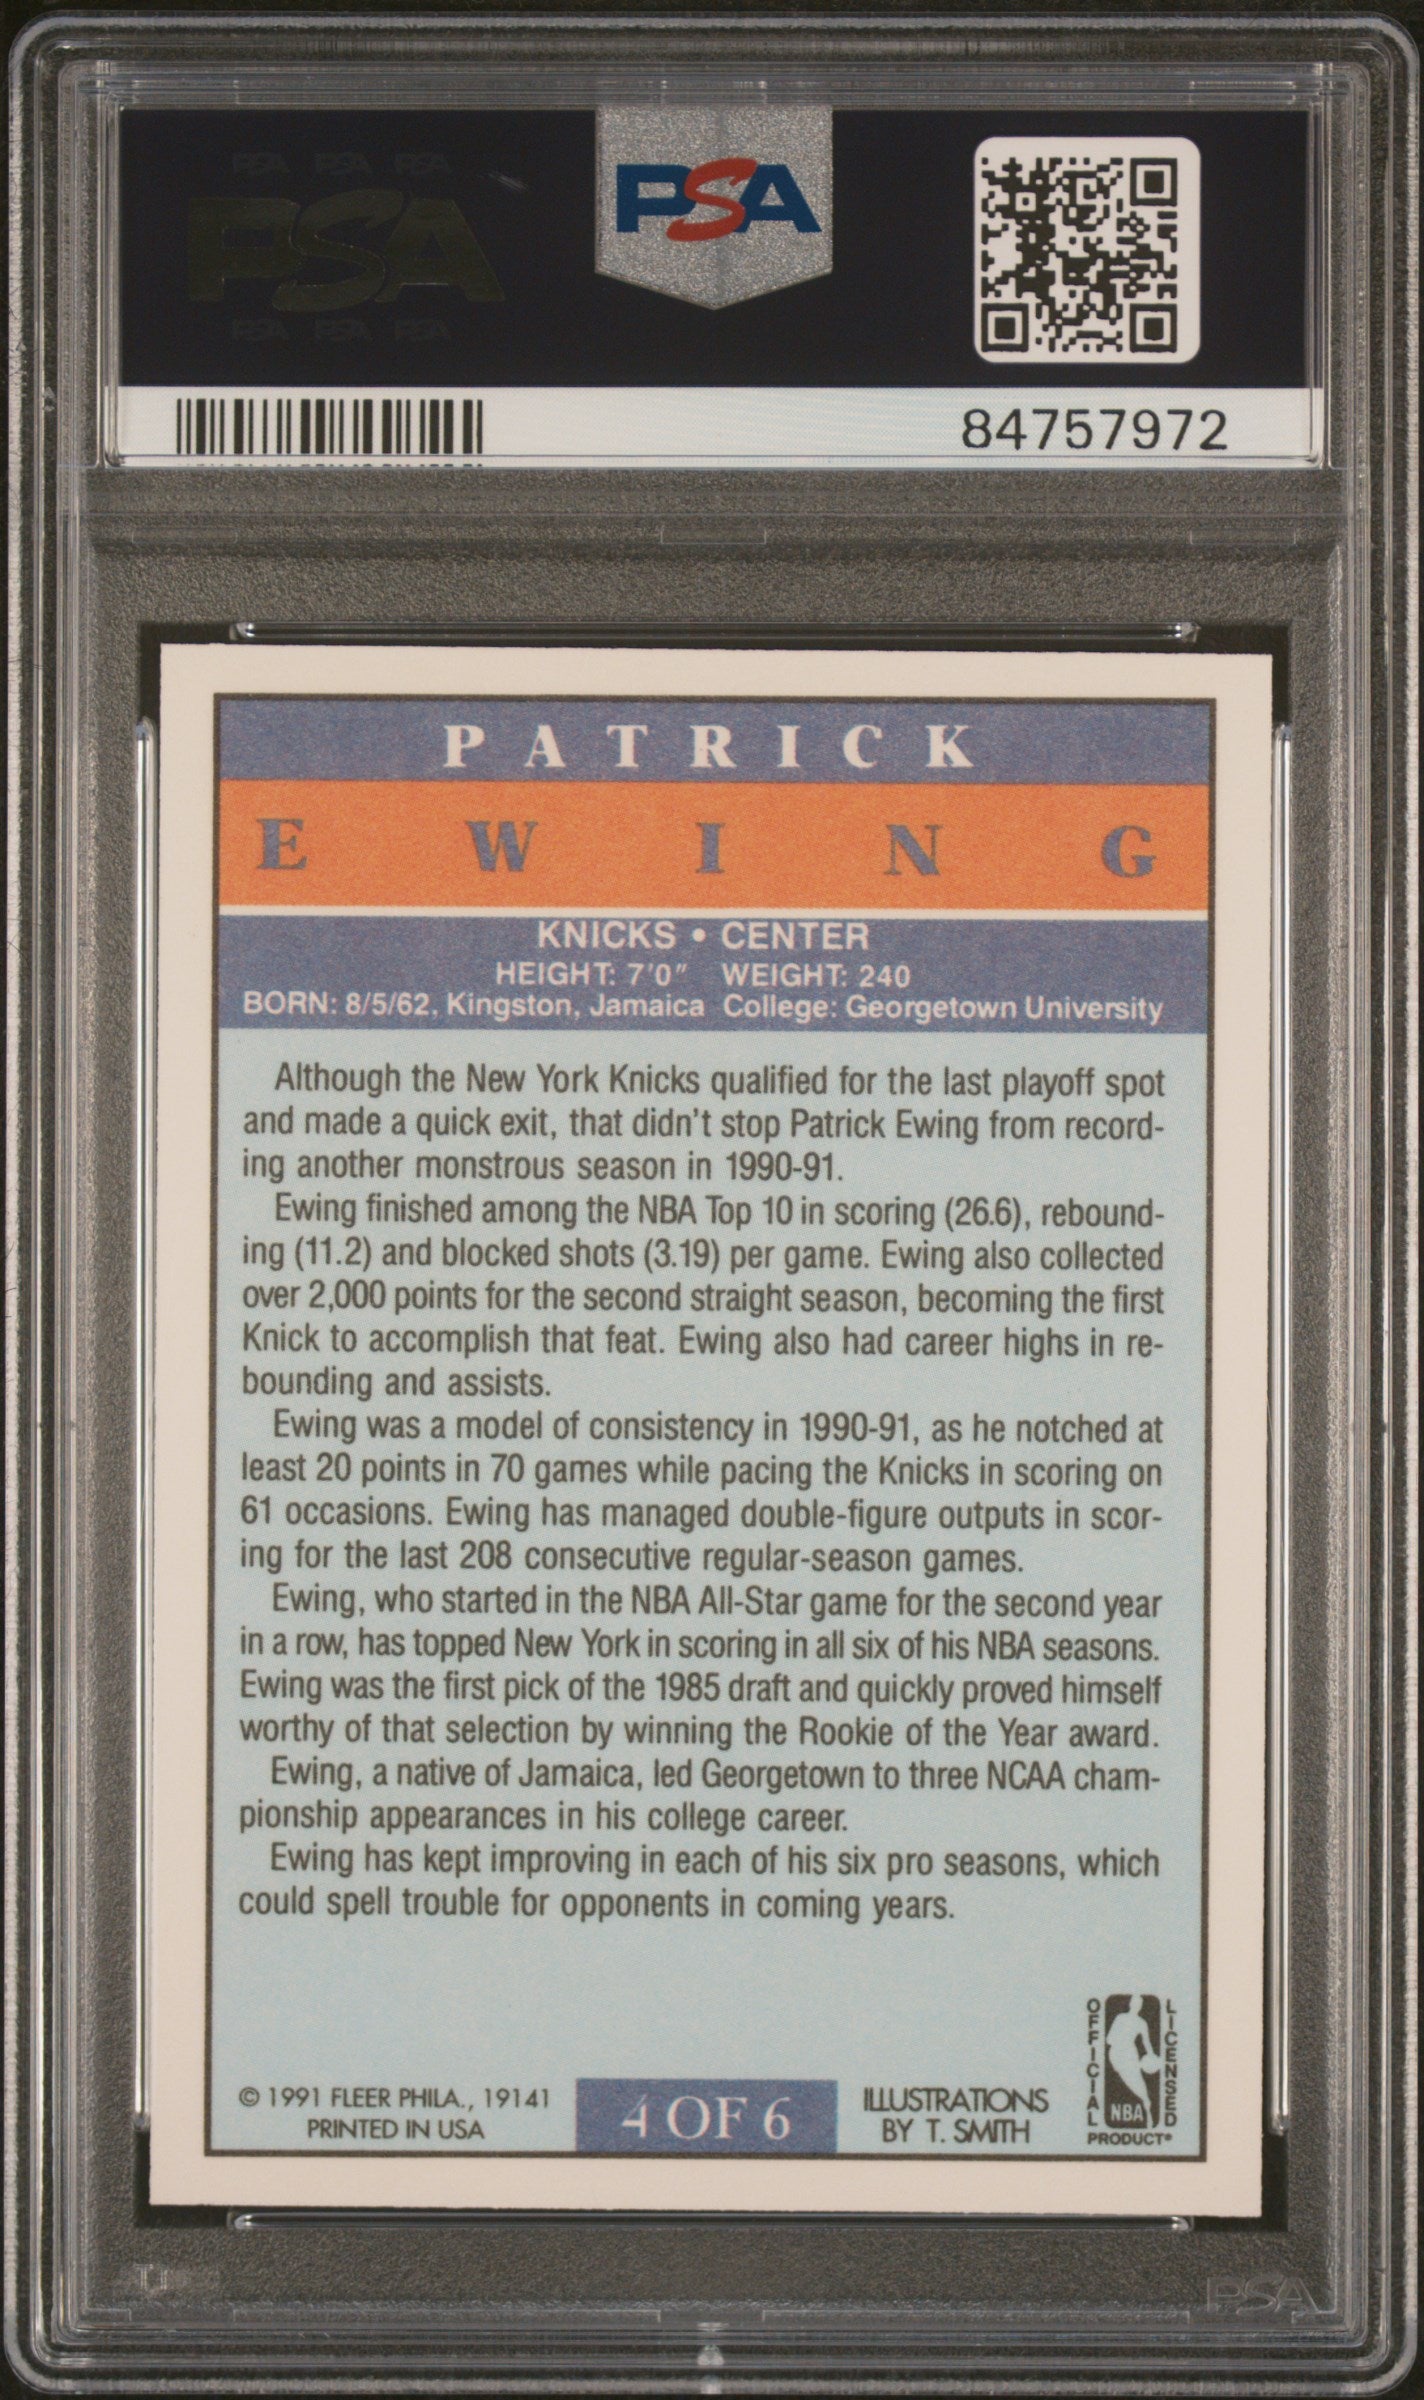 PSA PSA PSA
PSA
PSA PSA PSA
PSA
84757972
PATRICK
EWING
KNICKS • CENTER
HEIGHT: 7'0" WEIGHT: 240
BORN: 8/5/62, Kingston, Jamaica College: Georgetown University
Although the New York Knicks qualified for the last playoff spot
and made a quick exit, that didn't stop Patrick Ewing from record-
ing another monstrous season in 1990-91.
Ewing finished among the NBA Top 10 in scoring (26.6), rebound-
ing (11.2) and blocked shots (3.19) per game. Ewing also collected
over 2,000 points for the second straight season, becoming the first
Knick to accomplish that feat. Ewing also had career highs in re-
bounding and assists.
Ewing was a model of consistency in 1990-91, as he notched at
least 20 points in 70 games while pacing the Knicks in scoring on
61 occasions. Ewing has managed double-figure outputs in scor-
ing for the last 208 consecutive regular-season games.
Ewing, who started in the NBA All-Star game for the second year
in a row, has topped New York in scoring in all six of his NBA seasons.
Ewing was the first pick of the 1985 draft and quickly proved himself
worthy of that selection by winning the Rookie of the Year award.
Ewing, a native of Jamaica, led Georgetown to three NCAA cham-
pionship appearances in his college career.
Ewing has kept improving in each of his six pro seasons, which
could spell trouble for opponents in coming years.
© 1991 FLEER PHILA., 19141
PRINTED IN USA
4 OF 6
ILLUSTRATIONS
BY T. SMITH
OFFICIAL
LICENSED
NBA
PRODUCT®
PSA